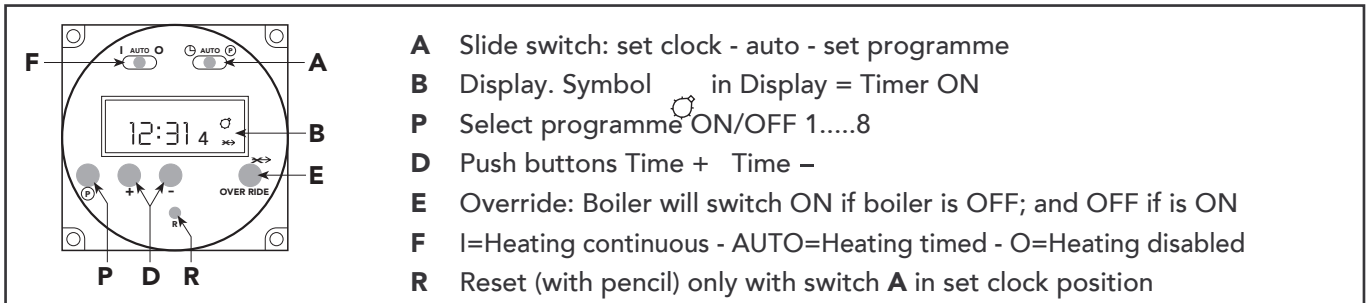 I AUTO O
AUTO P
F
A
12:31 4
B
E
P
+ -
OVER RIDE
R
P D R
A Slide switch: set clock - auto - set programme
B Display. Symbol in Display = Timer ON
P Select programme ON/OFF 1.....8
D Push buttons Time + Time –
E Override: Boiler will switch ON if boiler is OFF; and OFF if is ON
F I=Heating continuous - AUTO=Heating timed - O=Heating disabled
R Reset (with pencil) only with switch A in set clock position